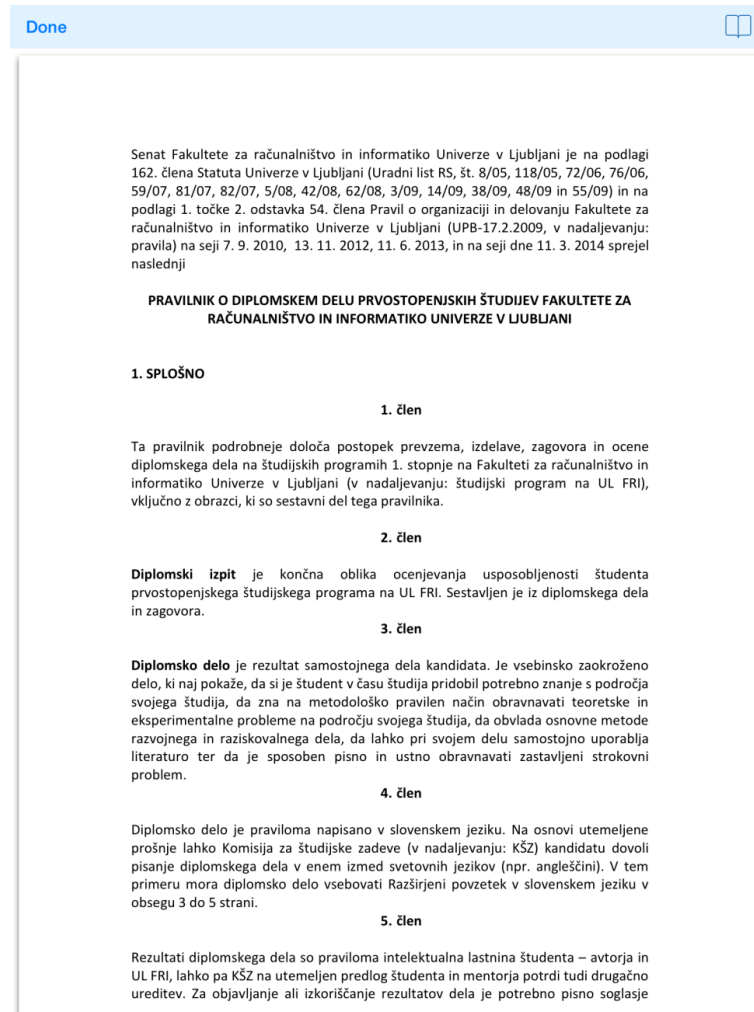 Done
Senat Fakultete za računalništvo in informatiko Univerze v Ljubljani je na podlagi
162. člena Statuta Univerze v Ljubljani (Uradni list RS, št. 8/05, 118/05, 72/06, 76/06,
59/07, 81/07, 82/07, 5/08, 42/08, 62/08, 3/09, 14/09, 38/09, 48/09 in 55/09) in na
podlagi 1. točke 2. odstavka 54. člena Pravil o organizaciji in delovanju Fakultete za
računalništvo in informatiko Univerze v Ljubljani (UPB-17.2.2009, v nadaljevanju:
pravila) na seji 7. 9. 2010, 13. 11. 2012, 11. 6. 2013, in na seji dne 11. 3. 2014 sprejel
naslednji
PRAVILNIK O DIPLOMSKEM DELU PRVOSTOPENJSKIH ŠTUDIJEV FAKULTETE ZA
RAČUNALNIŠTVO IN INFORMATIKO UNIVERZE V LJUBLJANI
1. SPLOŠNO
1. člen
Ta pravilnik podrobneje določa postopek prevzema, izdelave, zagovora in ocene
diplomskega dela na študijskih programih 1. stopnje na Fakulteti za računalništvo in
informatiko Univerze v Ljubljani (v nadaljevanju: študijski program na UL FRI),
vključno z obrazci, ki so sestavni del tega pravilnika.
2. člen
Diplomski izpit je končna oblika ocenjevanja usposobljenosti študenta
prvostopenjskega študijskega programa na UL FRI. Sestavljen je iz diplomskega dela
in zagovora.
3. člen
Diplomsko delo je rezultat samostojnega dela kandidata. Je vsebinsko zaokroženo
delo, ki naj pokaže, da si je študent v času študija pridobil potrebno znanje s področja
svojega študija, da zna na metodološko pravilen način obravnavati teoretske in
eksperimentalne probleme na področju svojega študija, da obvlada osnovne metode
razvojnega in raziskovalnega dela, da lahko pri svojem delu samostojno uporablja
literaturo ter da je sposoben pisno in ustno obravnavati zastavljeni strokovni
problem.
4. člen
Diplomsko delo je praviloma napisano v slovenskem jeziku. Na osnovi utemeljene
prošnje lahko Komisija za študijske zadeve (v nadaljevanju: KŠZ) kandidatu dovoli
pisanje diplomskega dela v enem izmed svetovnih jezikov (npr. angleščini). V tem
primeru mora diplomsko delo vsebovati Razširjeni povzetek v slovenskem jeziku v
obsegu 3 do 5 strani.
5. člen
Rezultati diplomskega dela so praviloma intelektualna lastnina študenta – avtorja in
UL FRI, lahko pa KŠZ na utemeljen predlog študenta in mentorja potrdi tudi drugačno
ureditev. Za objavljanje ali izkoriščanje rezultatov dela je potrebno pisno soglasje